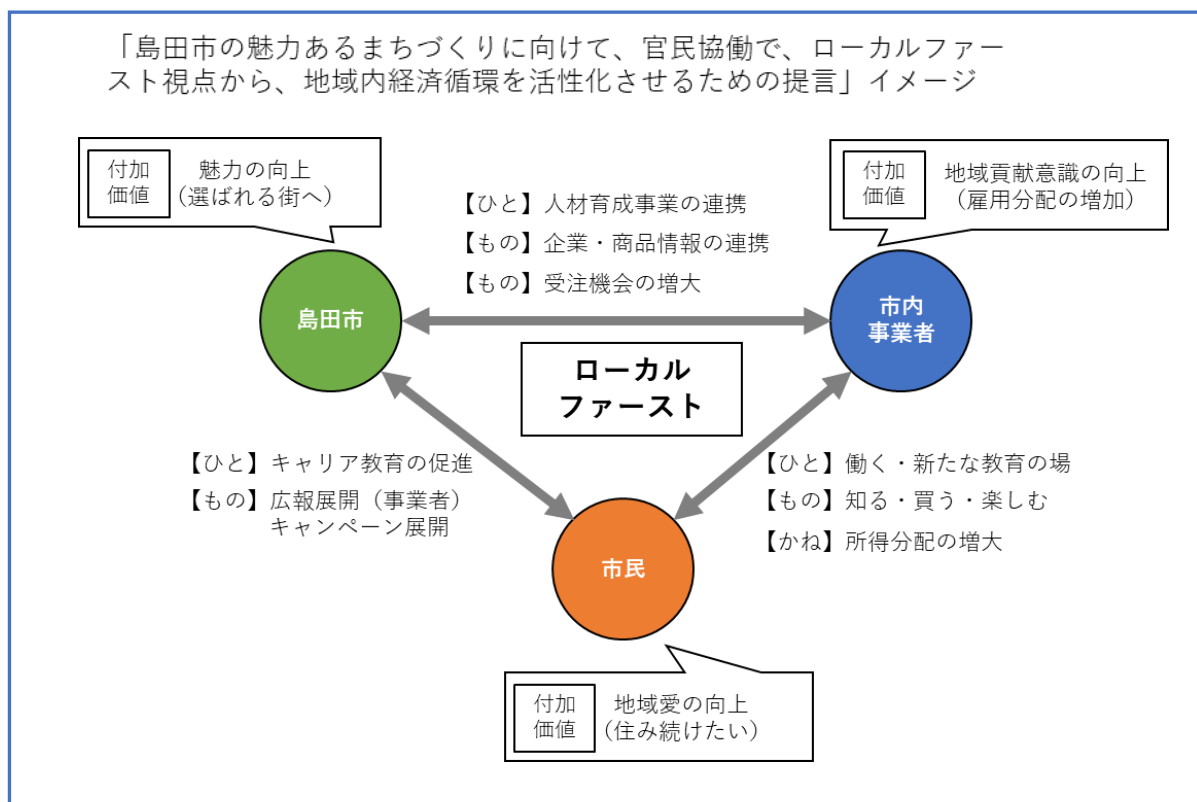 「島田市の魅力あるまちづくりに向けて、官民協働で、ローカルファー
スト視点から、地域内経済循環を活性化させるための提言」イメージ
付加
価値
魅力の向上
（選ばれる街へ）
付加
価値
地域貢献意識の向上
（雇用分配の増加）
【ひと】人材育成事業の連携
【もの】企業・商品情報の連携
【もの】受注機会の増大
島田市
市内
事業者
ローカル
ファースト
【ひと】キャリア教育の促進
【もの】広報展開（事業者）
キャンペーン展開
【ひと】働く・新たな教育の場
【もの】知る・買う・楽しむ
【かね】所得分配の増大
市民
付加
価値
地域愛の向上
（住み続けたい）